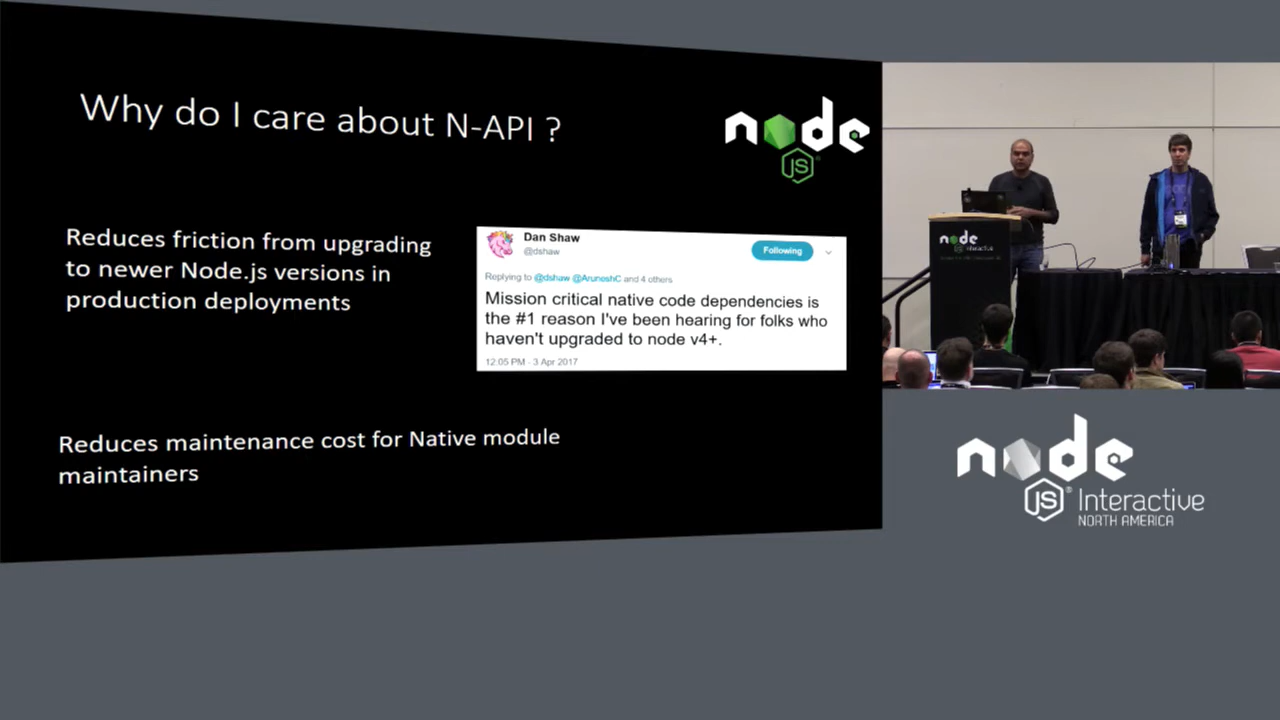 Why do I care about N-API ?
node
JS
Reduces friction from upgrading
to newer Node.js versions in
production deployments
Dan Shaw
@dshaw
Following
Replying to @dshaw @AruneshC and 4 others
Mission critical native code dependencies is
the #1 reason I've been hearing for folks who
haven't upgraded to node v4+.
12:05 PM - 3 Apr 2017
Reduces maintenance cost for Native module
maintainers
node
Interactive
node
JS
Interactive
NORTH AMERICA